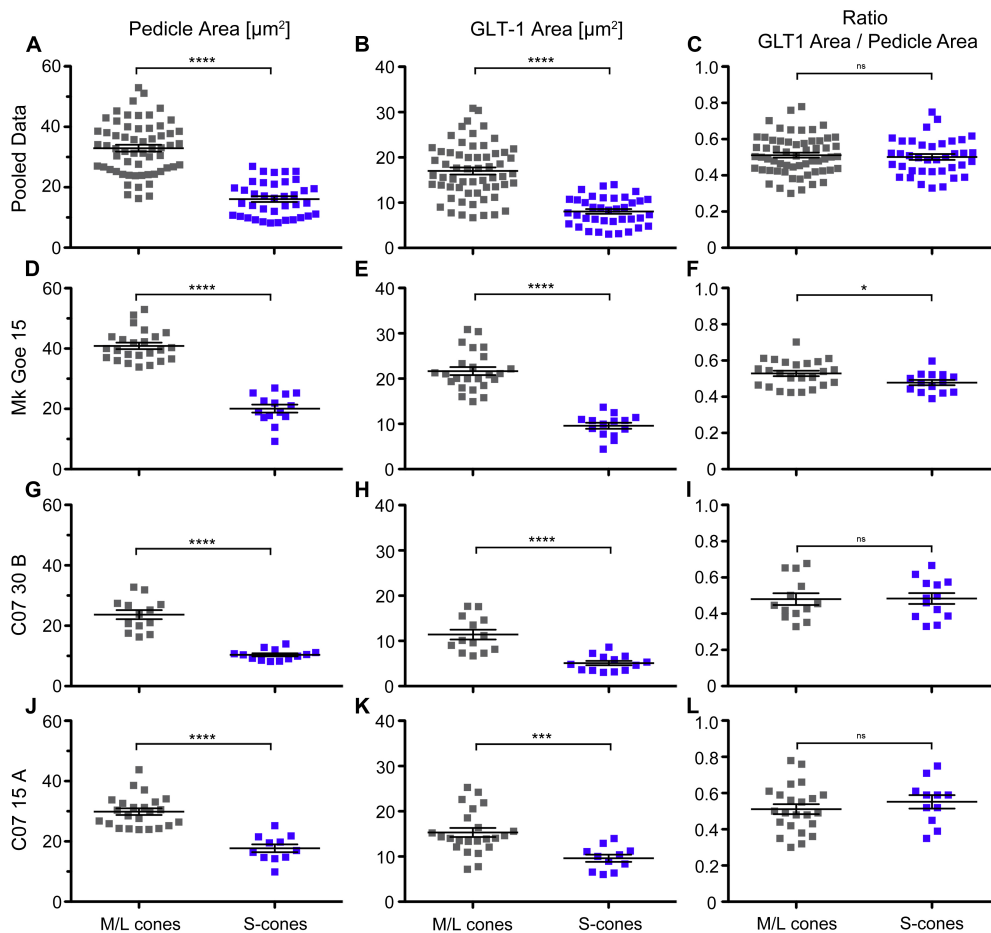 Pedicle Area [µm²]
GLT-1 Area [µm²]
Ratio
GLT1 Area / Pedicle Area
A
B
C
Pooled Data
60
40
20
0
****
40
30
20
10
0
****
1.0
0.8
0.6
0.4
0.2
0
ns
D
E
F
Mk Goe 15
60
40
20
0
****
40
30
20
10
0
****
1.0
0.8
0.6
0.4
0.2
0
*
G
H
I
C07 30 B
60
40
20
0
****
40
30
20
10
0
****
1.0
0.8
0.6
0.4
0.2
0
ns
J
K
L
C07 15 A
60
40
20
0
****
40
30
20
10
0
***
1.0
0.8
0.6
0.4
0.2
0
ns
M/L cones
S-cones
M/L cones
S-cones
M/L cones
S-cones